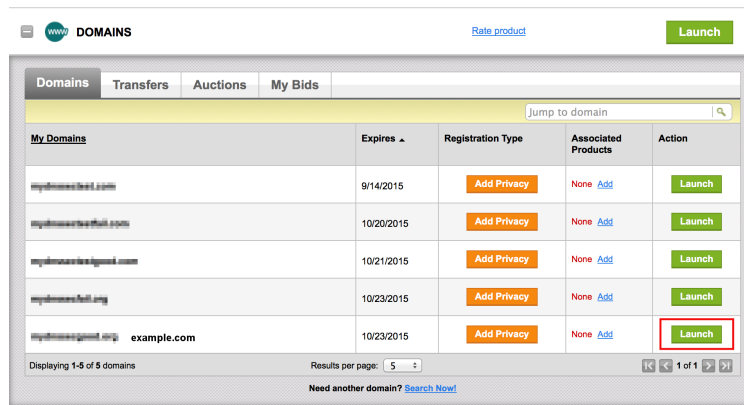 www DOMAINS Rate product Launch
Domains Transfers Auctions My Bids
Jump to domain
My Domains Expires Registration Type Associated Products Action
9/14/2015 Add Privacy None Add Launch
10/20/2015 Add Privacy None Add Launch
10/21/2015 Add Privacy None Add Launch
10/23/2015 Add Privacy None Add Launch
example.com 10/23/2015 Add Privacy None Add Launch
Displaying 1-5 of 5 domains Results per page: 5 1 of 1
Need another domain? Search Now!